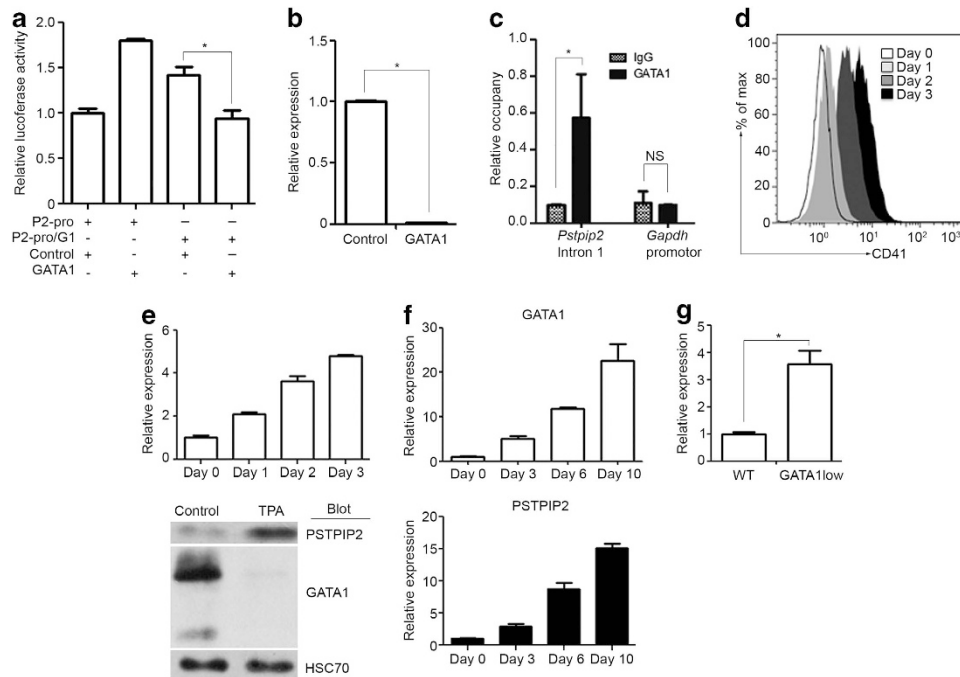 a
Relative lucoferase activity
2.0
1.5
1.0
0.5
0.0
P2-pro + + – –
P2-pro/G1 - - + +
Control + – + –
GATA1 - + - +
*
b
Relative expression
1.5
1.0
0.5
0.0
*
Control GATA1
c
Relative occupany
1.0
0.8
0.6
0.4
0.2
0.0
*
NS
IgG
GATA1
Pstpip2 Gapdh
Intron 1 promotor
d
% of max
100
80
60
40
20
0
Day 0
Day 1
Day 2
Day 3
10⁰ 10¹ 10² 10³
CD41
e
Relative expression
6
4
2
0
Day 0 Day 1 Day 2 Day 3
Control TPA Blot
PSTPIP2
GATA1
HSC70
f
GATA1
Relative expression
30
20
10
0
Day 0 Day 3 Day 6 Day 10
PSTPIP2
Relative expression
20
15
10
5
0
Day 0 Day 3 Day 6 Day 10
g
Relative expression
5
4
3
2
1
0
*
WT GATA1low